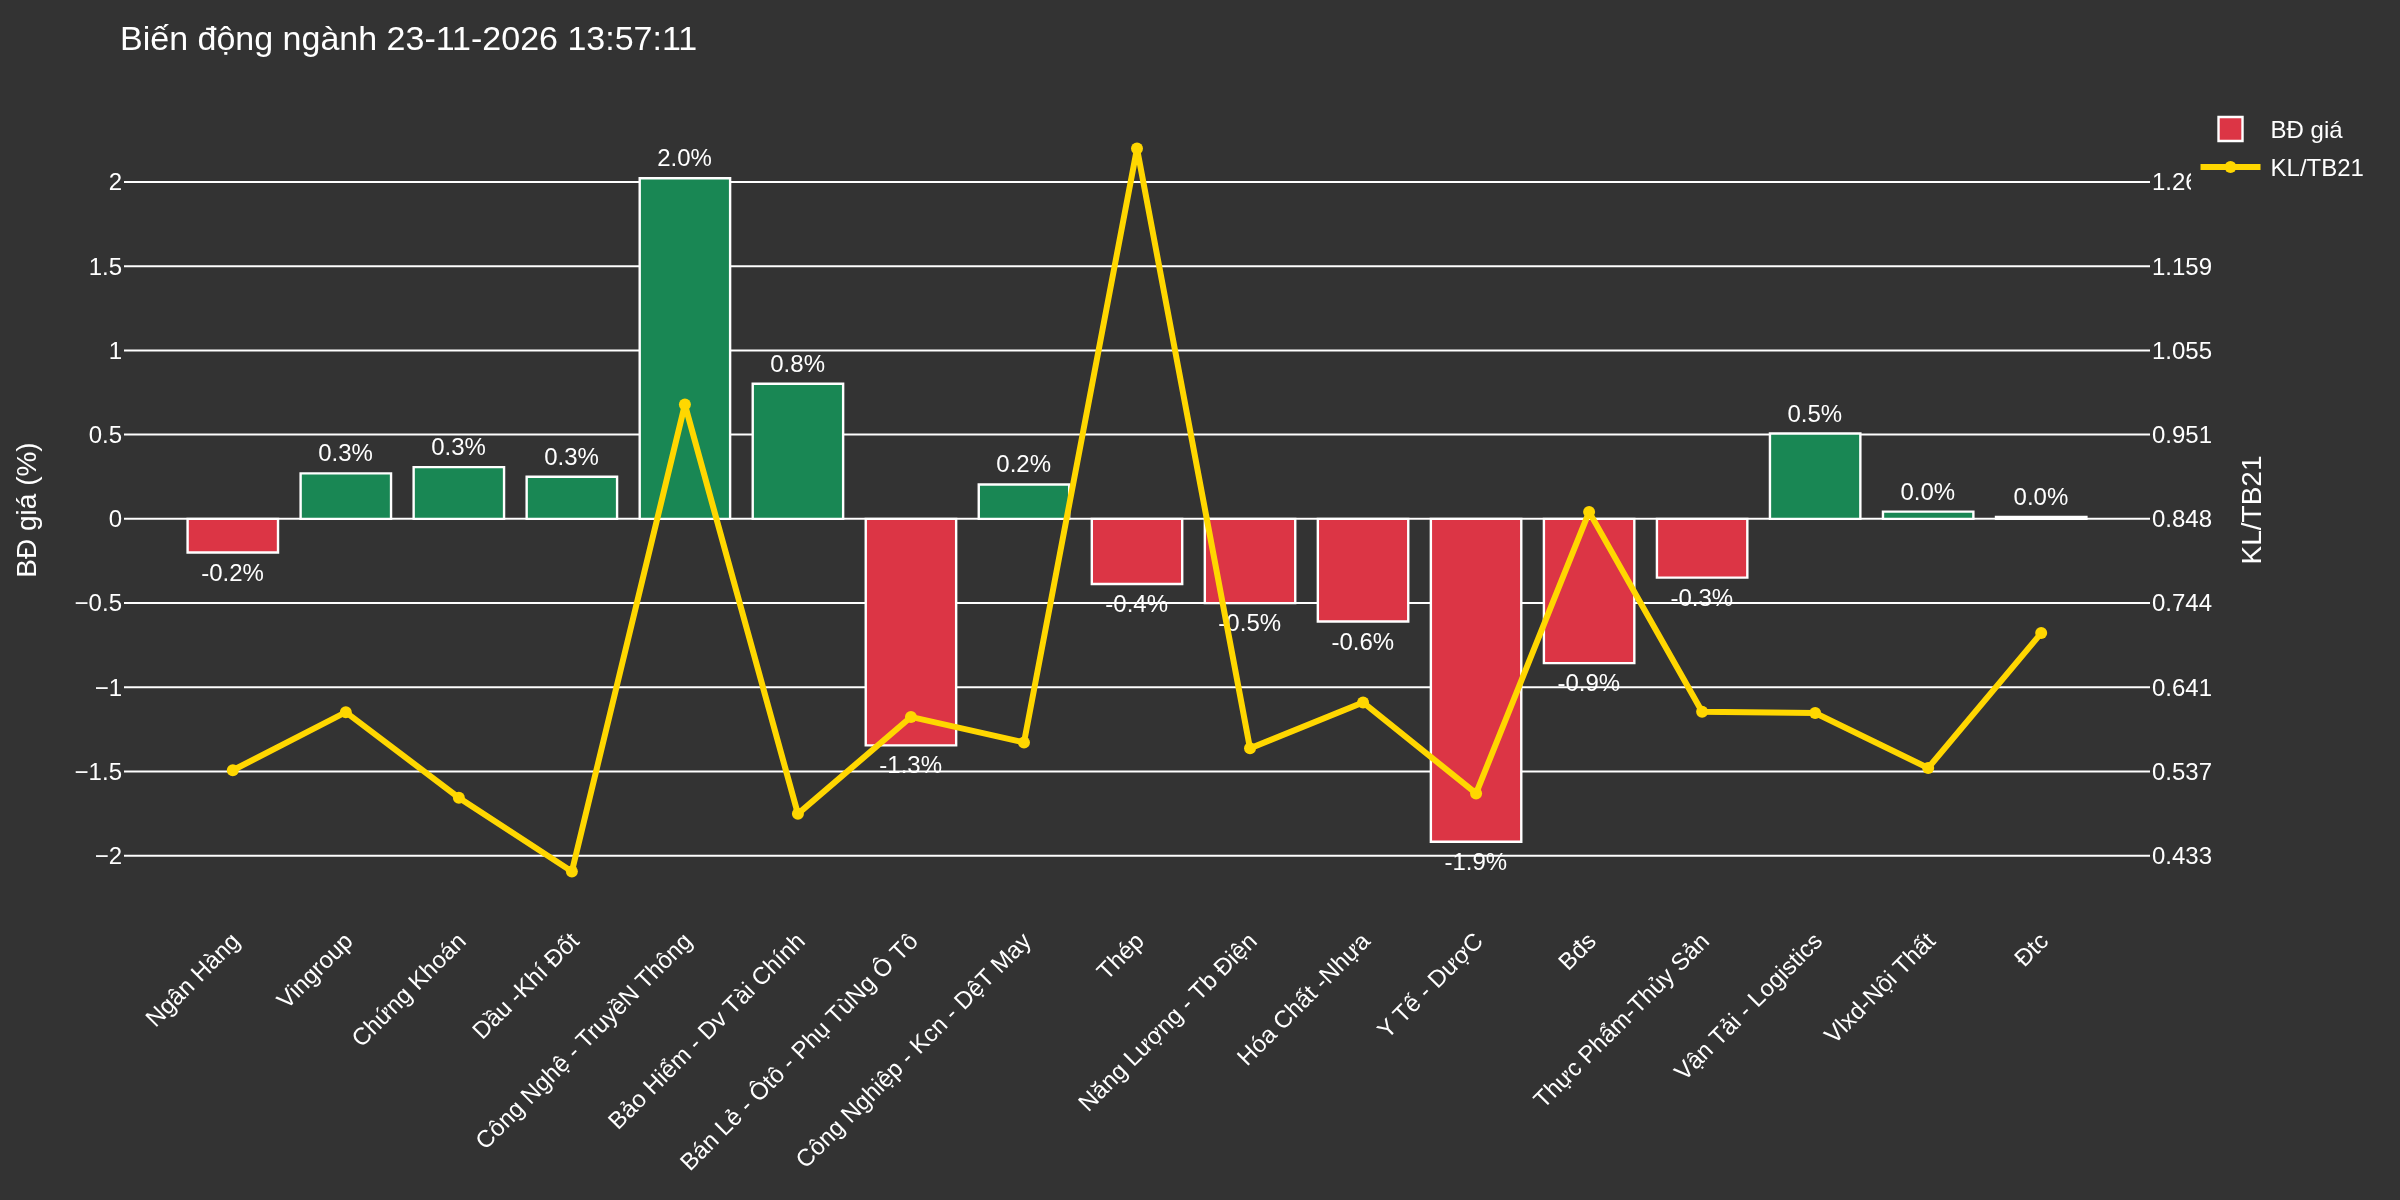 Biến động ngành 23-11-2026 13:57:11
BĐ giá
KL/TB21
2
1.5
1
0.5
0
−0.5
−1
−1.5
−2
BĐ giá (%)
-0.2%
0.3%
0.3%
0.3%
2.0%
0.8%
-1.3%
0.2%
-0.4%
-0.5%
-0.6%
-1.9%
-0.9%
-0.3%
0.5%
0.0%
0.0%
1.159
1.055
0.951
0.848
0.744
0.641
0.537
0.433
KL/TB21
Ngân Hàng
Vingroup
Chứng Khoán
Dầu -Khí Đốt
Công Nghệ - TruyềN Thông
Bảo Hiểm - Dv Tài Chính
Bán Lẻ - Ôtô - Phụ TùNg Ô Tô
Công Nghiệp - Kcn - DệT May
Thép
Năng Lượng - Tb Điện
Hóa Chất -Nhựa
Y Tế - DượC
Bđs
Thực Phẩm-Thủy Sản
Vận Tải - Logistics
Vlxd-Nội Thất
Đtc